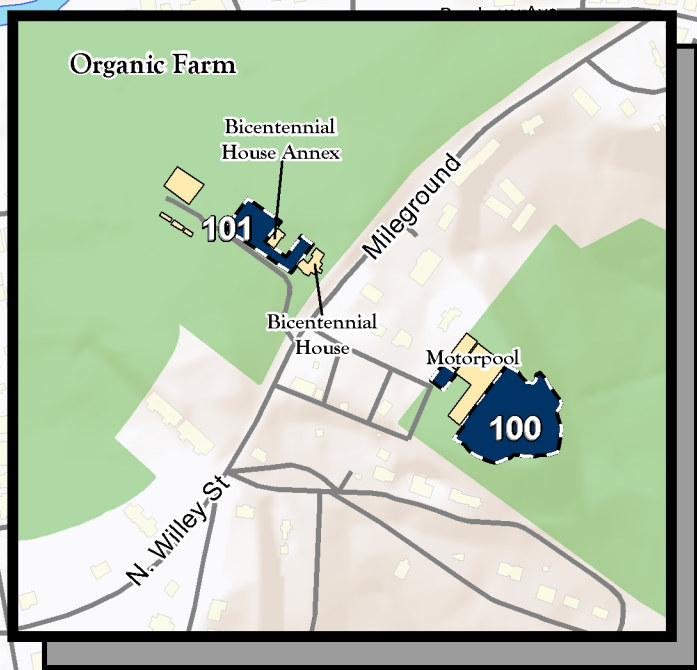 Organic Farm
Bicentennial
House Annex
101
Mileground
Bicentennial
House
Motorpool
100
N. Willey St